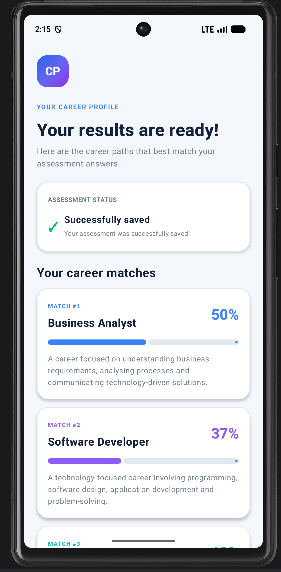 2:15
LTE
CP
YOUR CAREER PROFILE
Your results are ready!
Here are the career paths that best match your
assessment answers.
ASSESSMENT STATUS
✓ Successfully saved
Your assessment was successfully saved
Your career matches
MATCH #1
50%
Business Analyst
A career focused on understanding business
requirements, analysing processes and
communicating technology-driven solutions.
MATCH #2
37%
Software Developer
A technology focused career involving programming,
software design, application development and
problem-solving.
MATCH #3